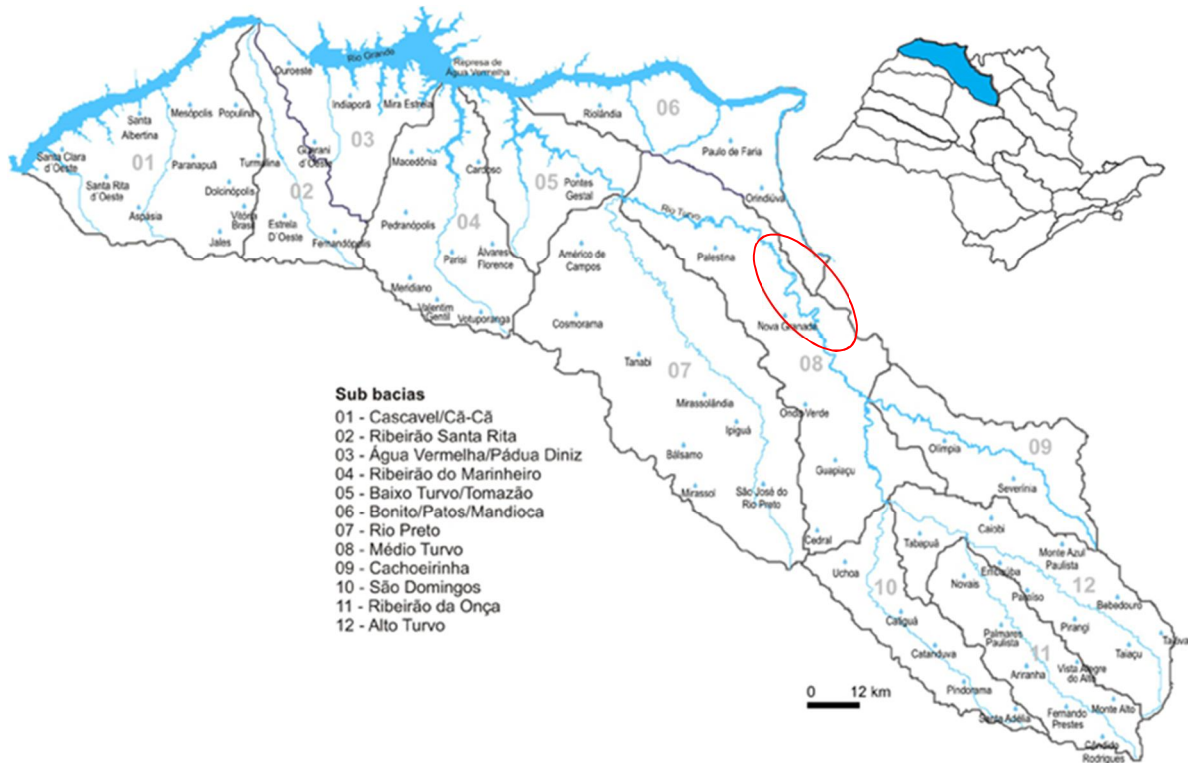 Ouroeste
Rio Grande
Represa de
Água Vermelha
Indiaporã
Mira Estrela
Mesópolis
Populina
Santa
Albertina
Riolândia
06
Paulo de Faria
Santa Clara
d´Oeste
01
Paranapuã
Turmalina
Guarani
d´Oeste
03
Macedônia
Cardoso
05
Pontes
Gestal
Orindiúva
Santa Rita
d´Oeste
Dolcinópolis
02
Aspásia
Vitória
Brasil
Jales
Estrela
D´Oeste
Fernandópolis
Pedranópolis
04
Rio Turvo
Parisi
Álvares
Florence
Américo de
Campos
Palestina
Meridiano
Valentim
Gentil
Votuporanga
Cosmorama
Nova Granada
Tanabi
07
08
Mirassolândia
Ipiguá
Onda Verde
Bálsamo
Guapiaçu
Olímpia
09
Mirassol
São José do
Rio Preto
Severínia
Cedral
Tabapuã
Cajobi
Monte Azul
Paulista
Uchoa
10
Novais
Embaúba
Paraíso
12
Bebedouro
Catiguá
Palmares
Paulista
Pirangi
Taiaçu
Catanduva
Ariranha
11
Vista Alegre
do Alto
Pindorama
Santa Adélia
Fernando
Prestes
Monte Alto
Cândido
Rodrigues
Sub bacias
01 - Cascavel/Cã-Cã
02 - Ribeirão Santa Rita
03 - Água Vermelha/Pádua Diniz
04 - Ribeirão do Marinheiro
05 - Baixo Turvo/Tomazão
06 - Bonito/Patos/Mandioca
07 - Rio Preto
08 - Médio Turvo
09 - Cachoeirinha
10 - São Domingos
11 - Ribeirão da Onça
12 - Alto Turvo
0 12 km